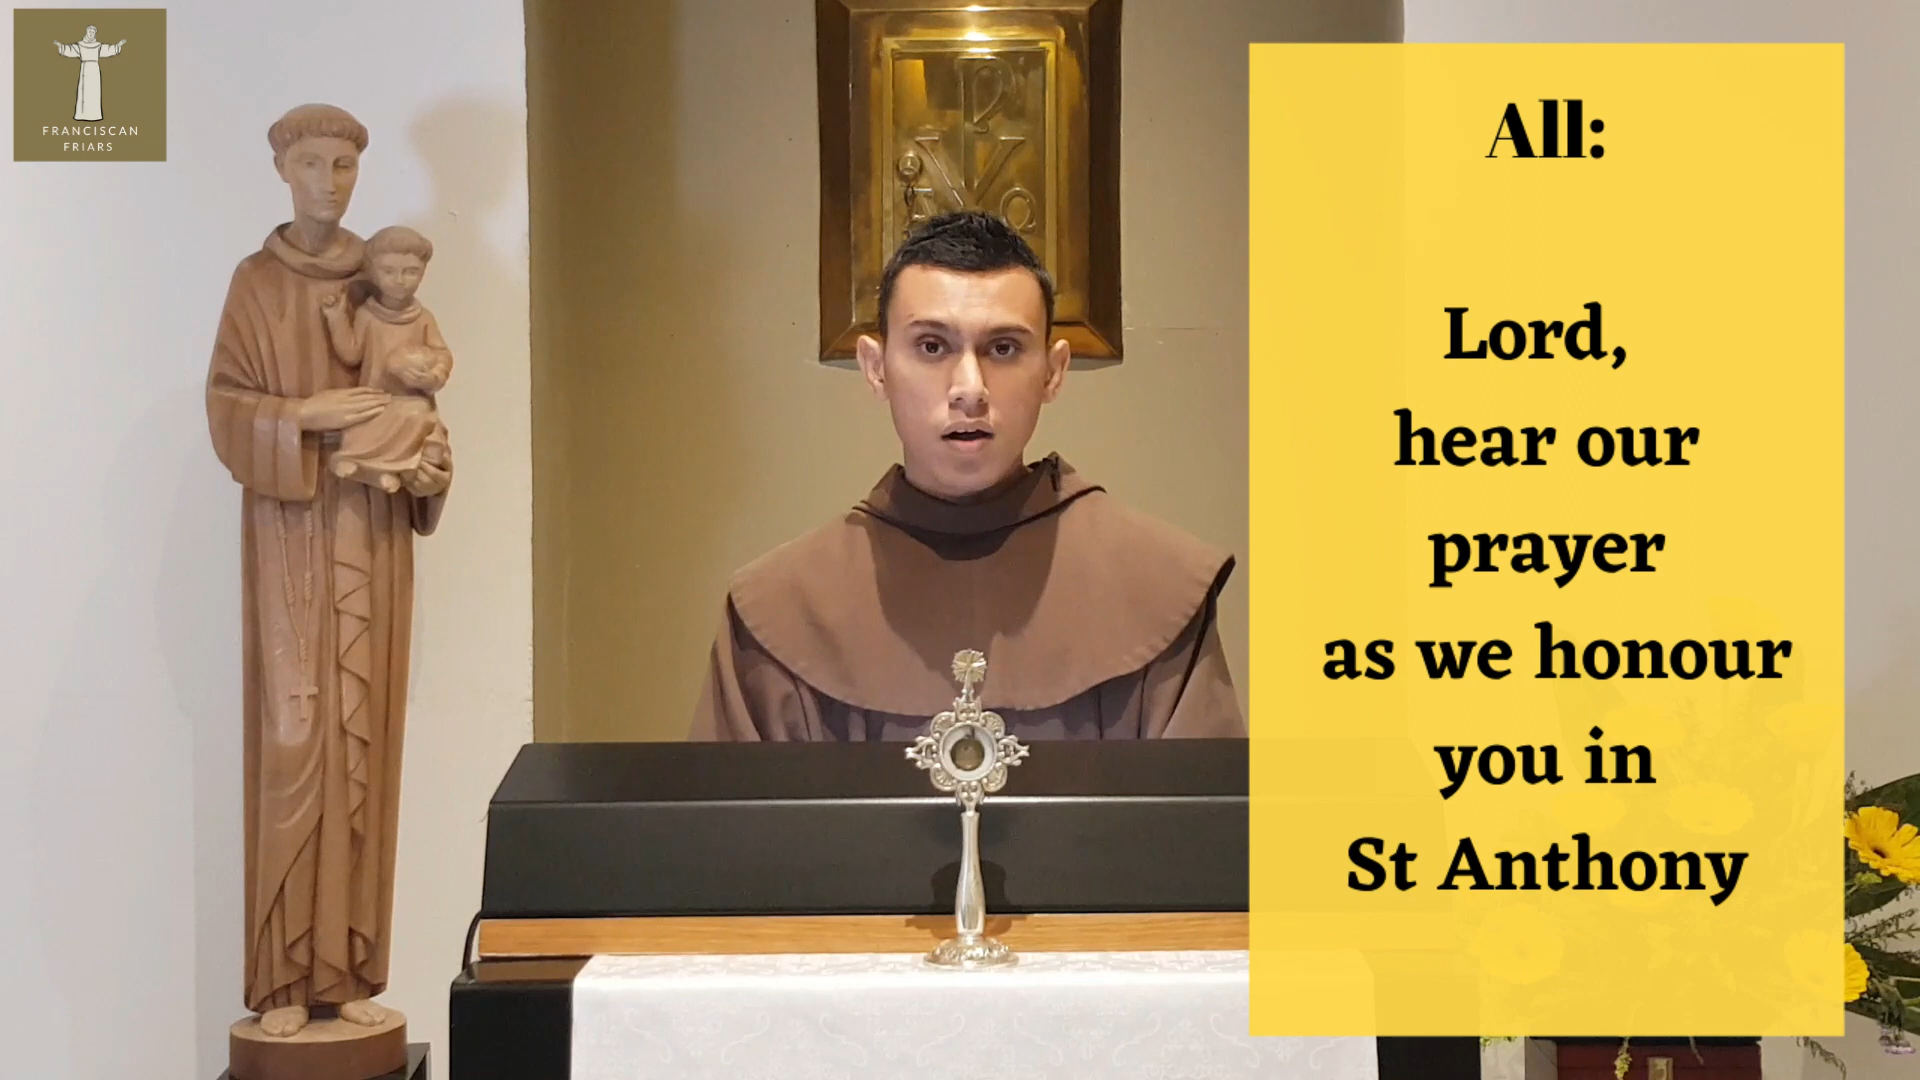 FRANCISCAN
FRIARS
All:
Lord,
hear our
prayer
as we honour
you in
St Anthony